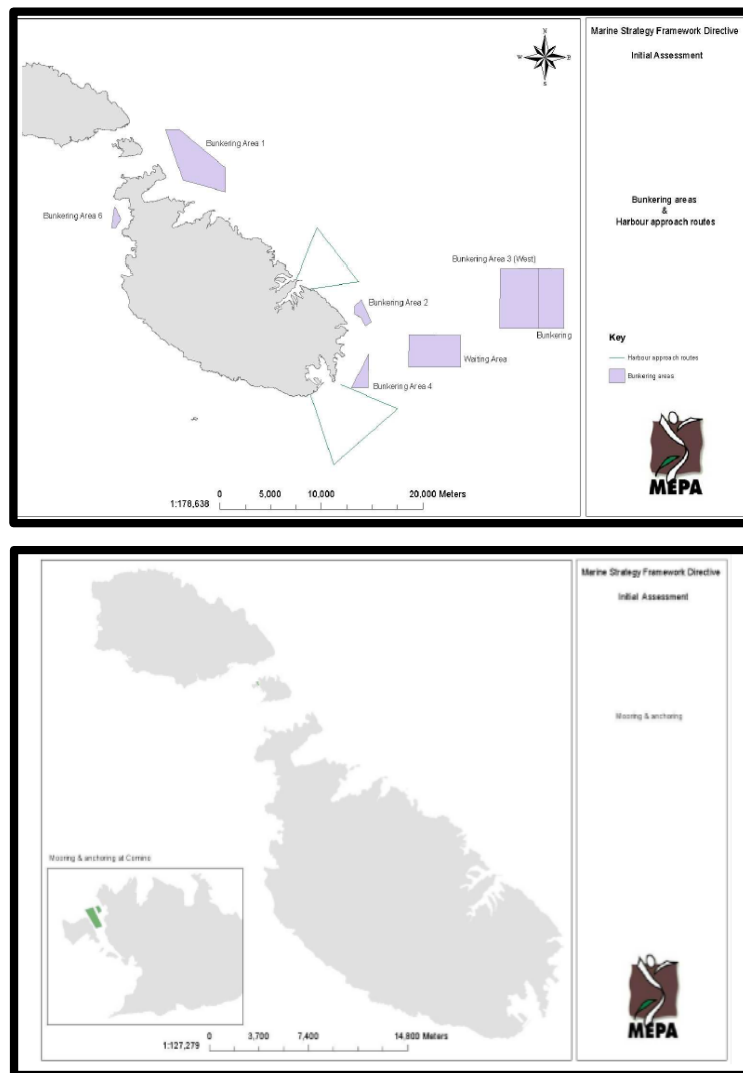 Marine Strategy Framework Directive
Initial Assessment
N
W
E
S
Bunkering Area 1
Bunkering areas
&
Harbour approach routes
Bunkering Area 6
Bunkering Area 3 (West)
Bunkering Area 2
Bunkering
Waiting Area
Bunkering Area 4
Key
Harbour approach routes
Bunkering areas
MEPA
1:178,638
0 5,000 10,000 20,000 Meters
Marine Strategy Framework Directive
Initial Assessment
Mooring & anchoring
Mooring & anchoring at Comino
MEPA
1:127,279
0 3,700 7,400 14,800 Meters